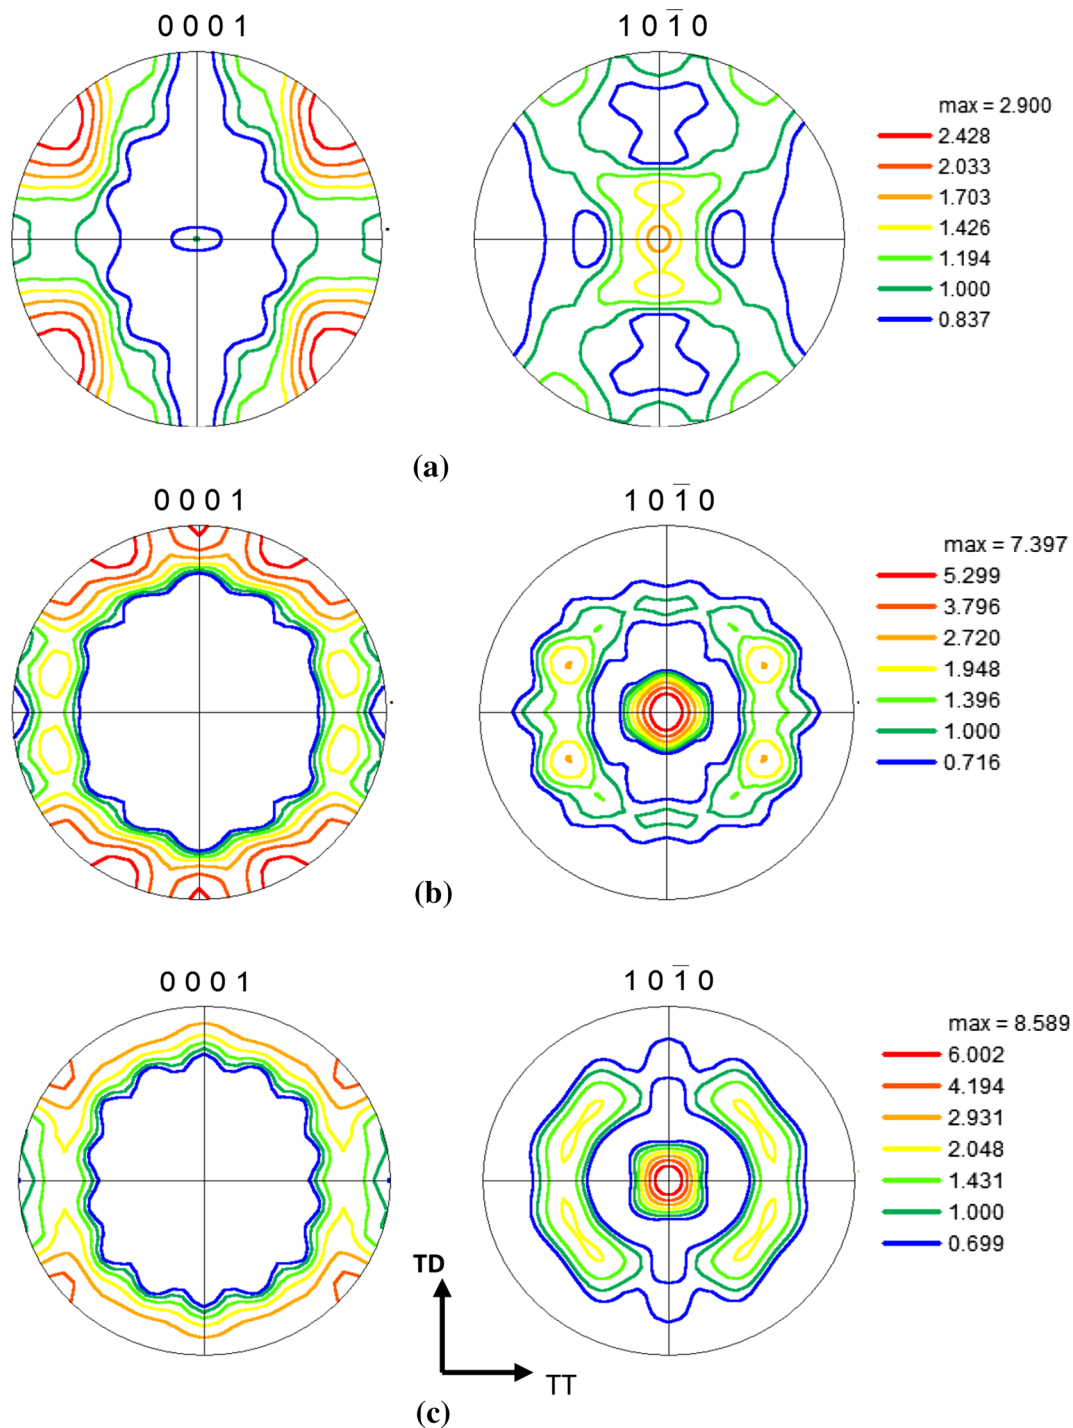 0 0 0 1
1 0 1̅ 0
max = 2.900
2.428
2.033
1.703
1.426
1.194
1.000
0.837
(a)
0 0 0 1
1 0 1̅ 0
max = 7.397
5.299
3.796
2.720
1.948
1.396
1.000
0.716
(b)
0 0 0 1
1 0 1̅ 0
max = 8.589
6.002
4.194
2.931
2.048
1.431
1.000
0.699
TD
TT
(c)